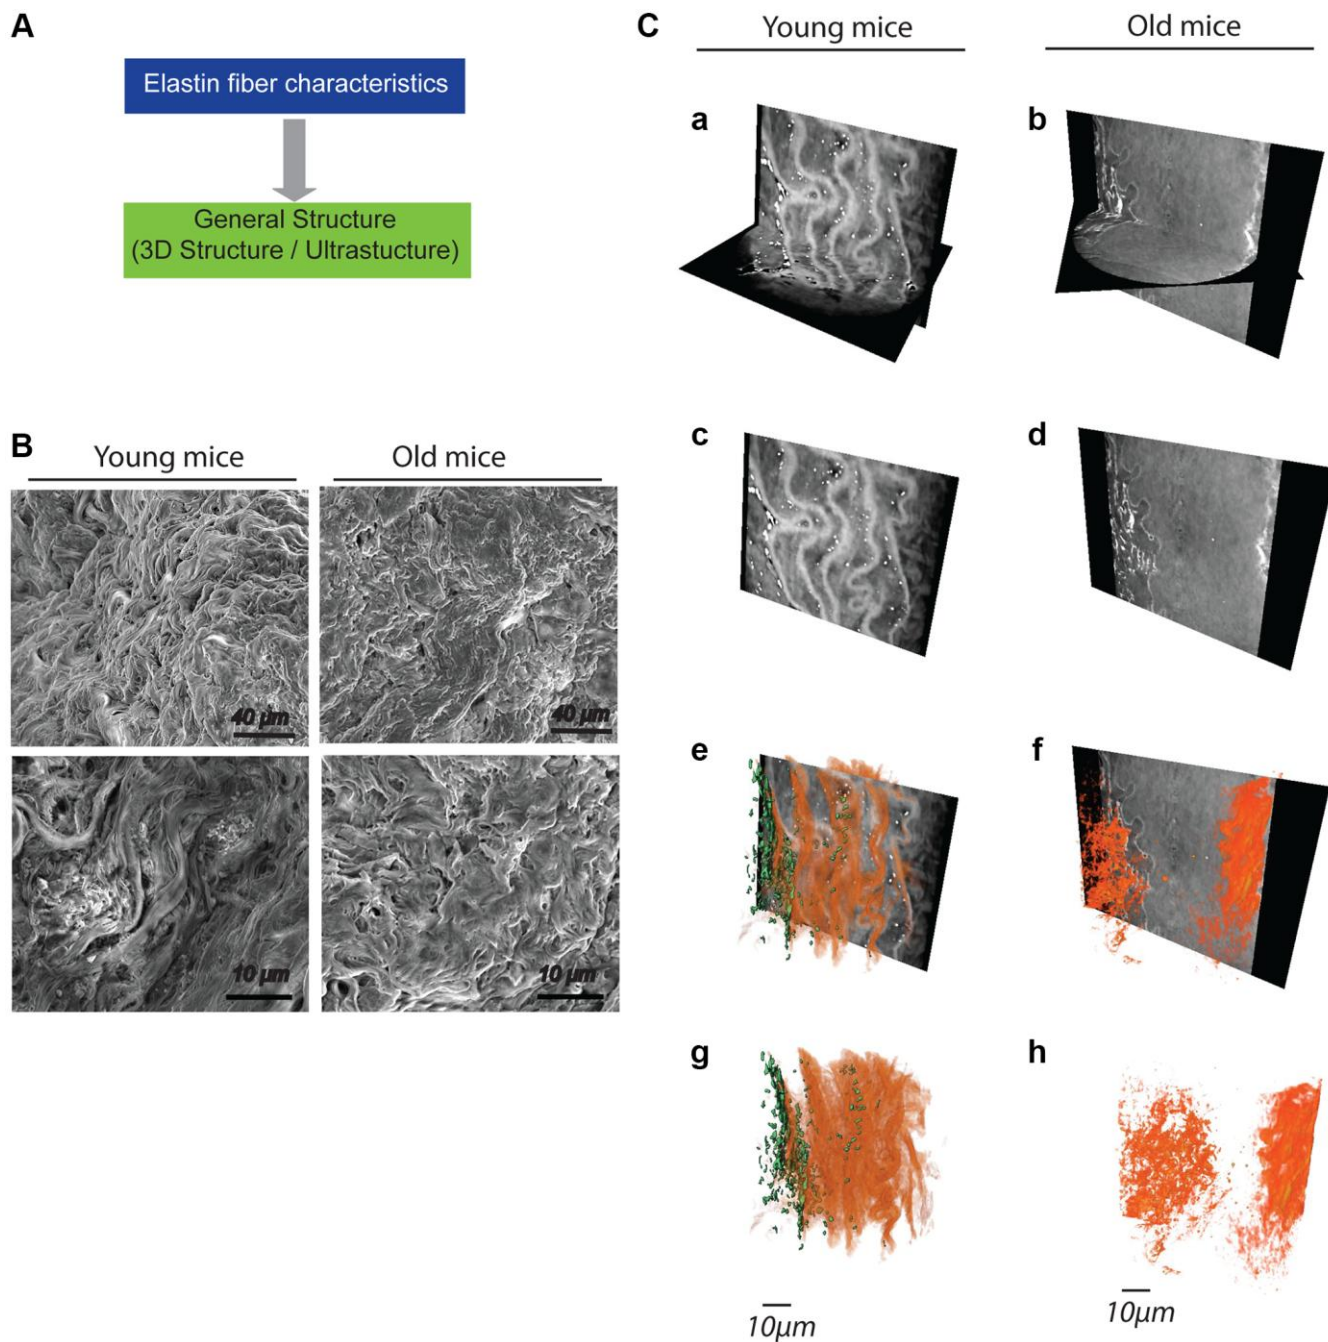 A
Elastin fiber characteristics
General Structure
(3D Structure / Ultrastucture)
B
Young mice
Old mice
40 µm
40 µm
10 µm
10 µm
C
Young mice
Old mice
a
b
c
d
e
f
g
h
10µm
10µm